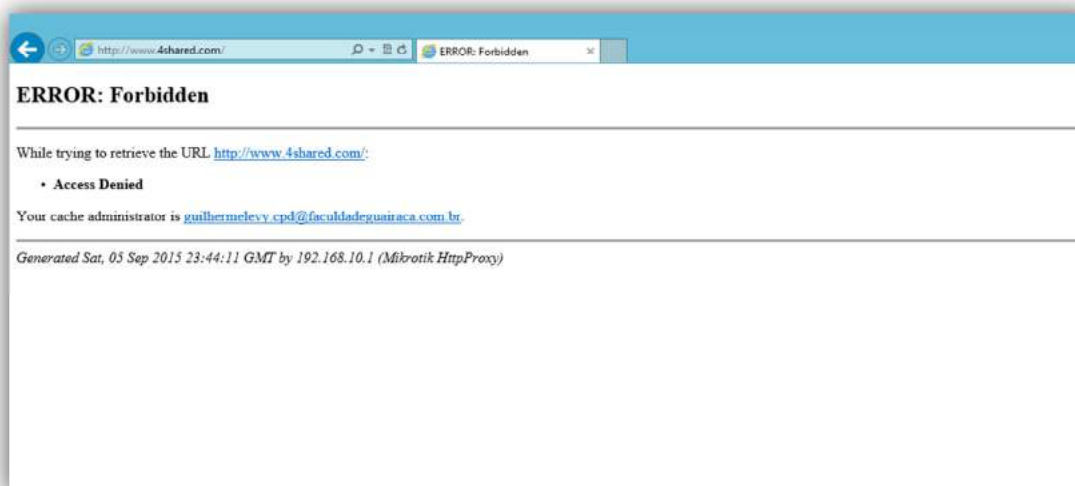 http://www.4shared.com/
ERROR: Forbidden
ERROR: Forbidden
While trying to retrieve the URL http://www.4shared.com/:
• Access Denied
Your cache administrator is guilhermelevy.cpd@faculdadeguairaca.com.br.
Generated Sat, 05 Sep 2015 23:44:11 GMT by 192.168.10.1 (Mikrotik HttpProxy)